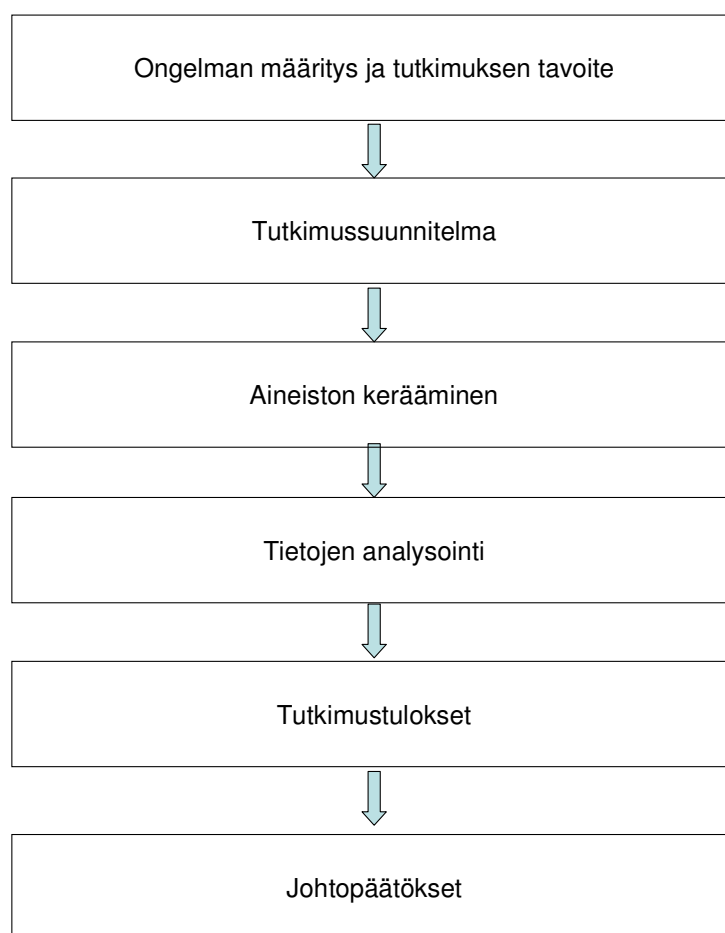 Ongelman määritys ja tutkimuksen tavoite
Tutkimussuunnitelma
Aineiston kerääminen
Tietojen analysointi
Tutkimustulokset
Johtopäätökset